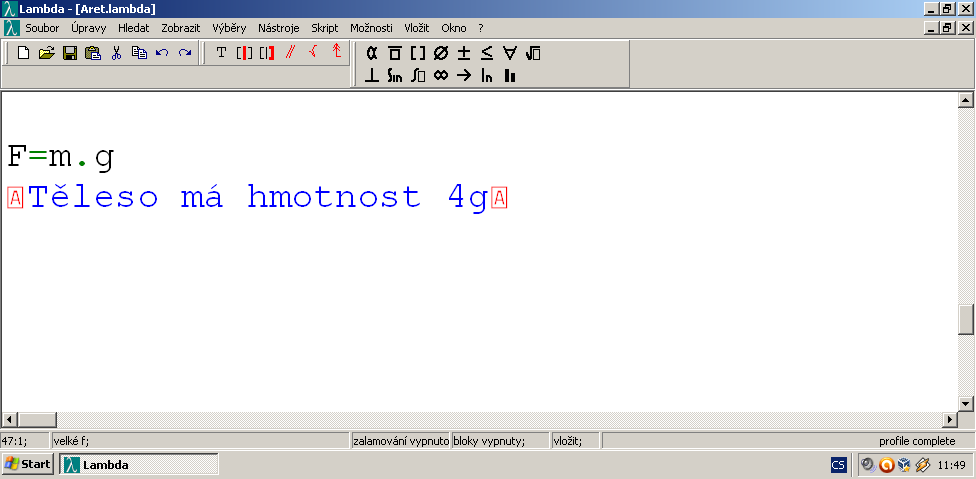 Lambda - [Aret.lambda]
Soubor Úpravy Hledat Zobrazit Výběry Nástroje Skript Možnosti Vložit Okno ?
F=m.g
A Těleso má hmotnost 4g A
47:1; velké f; zalamování vypnuto bloky vypnuty; vložit; profile complete
Start Lambda CS 11:49